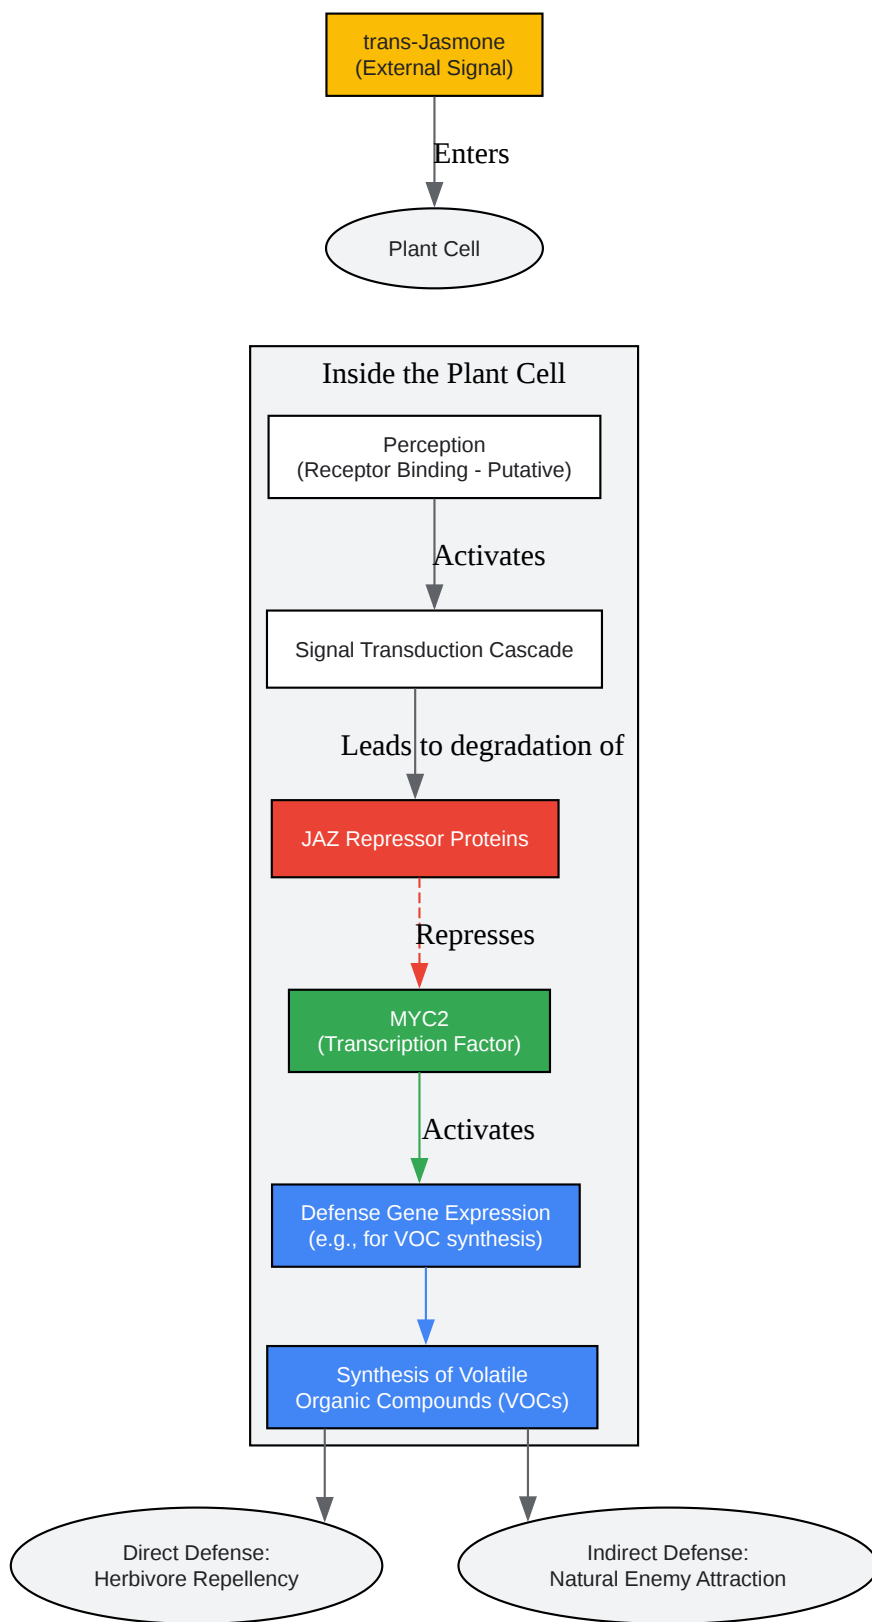 trans-Jasmone
(External Signal)
Enters
Plant Cell
Inside the Plant Cell
Perception
(Receptor Binding - Putative)
Activates
Signal Transduction Cascade
Leads to degradation of
JAZ Repressor Proteins
Represses
MYC2
(Transcription Factor)
Activates
Defense Gene Expression
(e.g., for VOC synthesis)
Synthesis of Volatile
Organic Compounds (VOCs)
Direct Defense:
Herbivore Repellency
Indirect Defense:
Natural Enemy Attraction